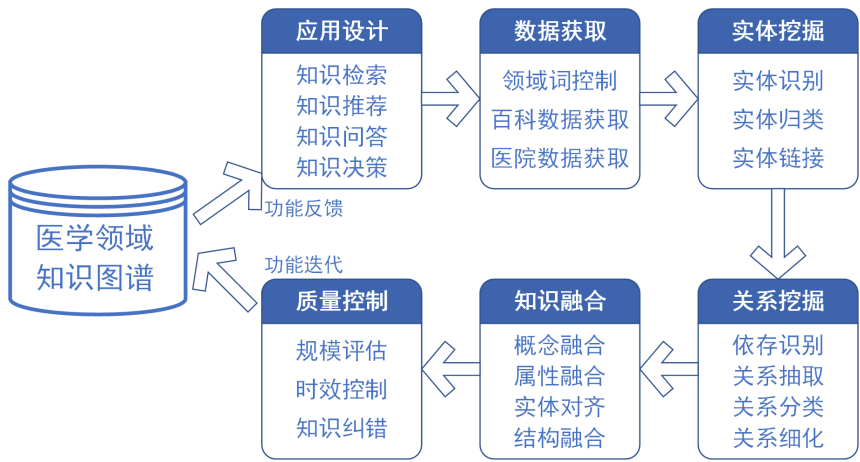 应用设计
知识检索
知识推荐
知识问答
知识决策
数据获取
领域词控制
百科数据获取
医院数据获取
实体挖掘
实体识别
实体归类
实体链接
医学领域
知识图谱
功能反馈
功能迭代
质量控制
规模评估
时效控制
知识纠错
知识融合
概念融合
属性融合
实体对齐
结构融合
关系挖掘
依存识别
关系抽取
关系分类
关系细化